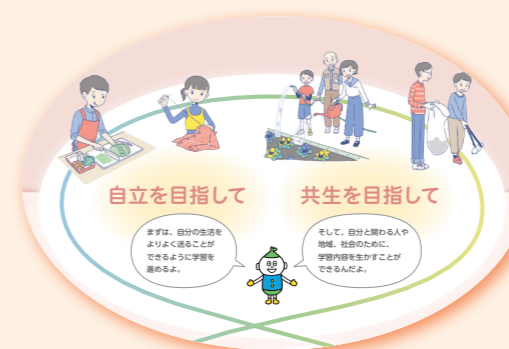 自立を目指して
まずは、自分の生活を
よりよく送ることが
できるように学習を
進めるよ。
共生を目指して
そして、自分と関わる人や
地域、社会のために、
学習内容を生かすことが
できるんだよ。